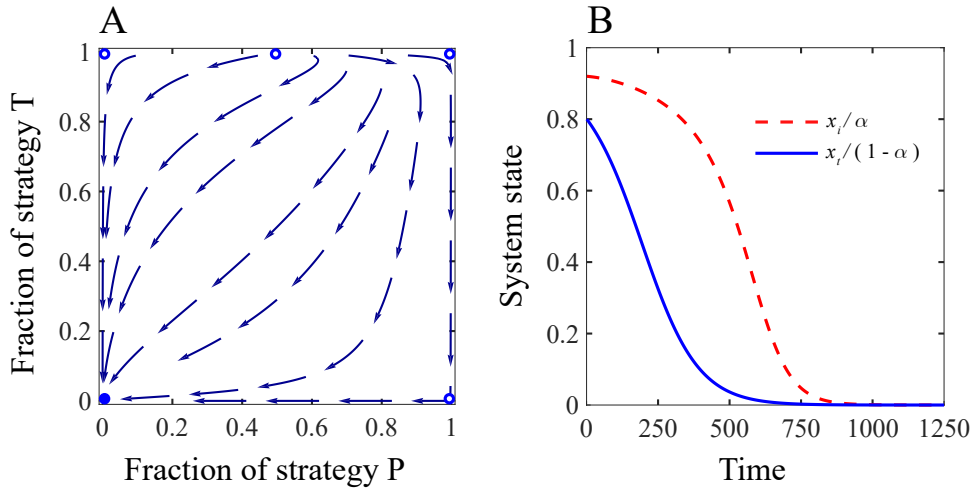 A
Fraction of strategy T
1
0.8
0.6
0.4
0.2
0
0 0.2 0.4 0.6 0.8 1
Fraction of strategy P
B
System state
1
0.8
0.6
0.4
0.2
0
x_i/α
x_t/(1-α)
0 250 500 750 1000 1250
Time